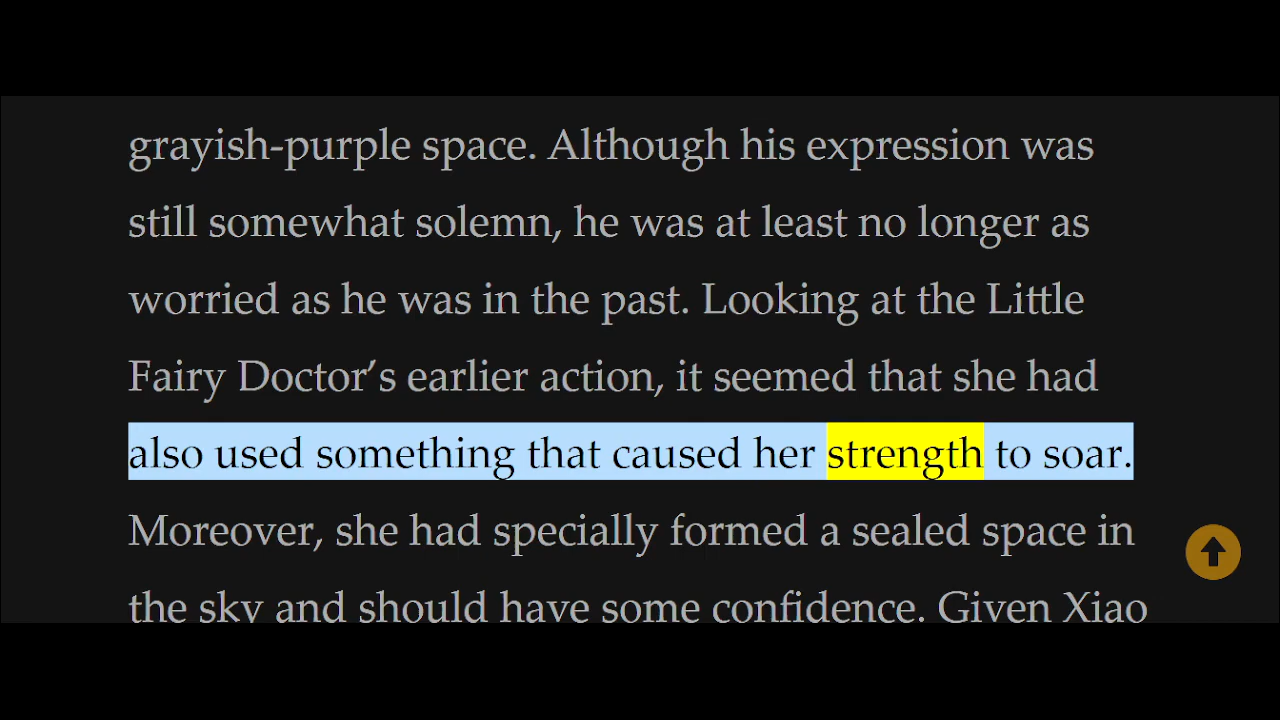 grayish-purple space. Although his expression was
still somewhat solemn, he was at least no longer as
worried as he was in the past. Looking at the Little
Fairy Doctor’s earlier action, it seemed that she had
also used something that caused her strength to soar.
Moreover, she had specially formed a sealed space in
the sky and should have some confidence. Given Xiao